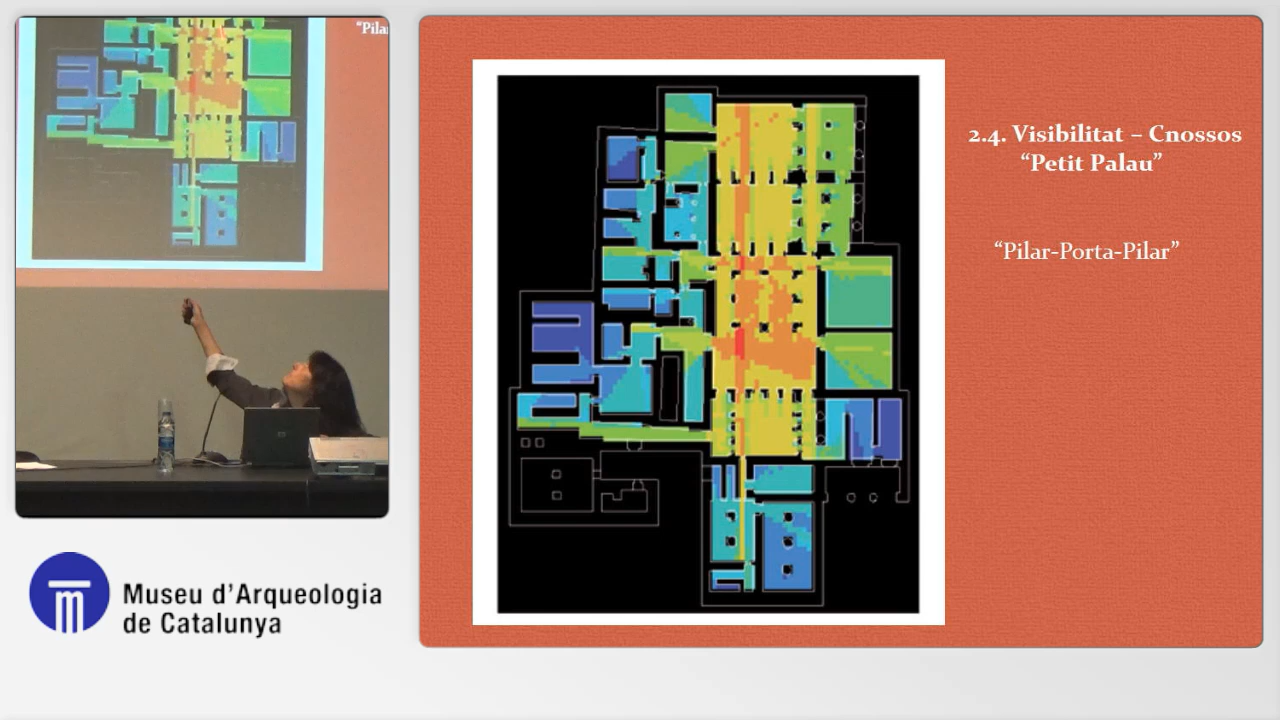 "Pila
Museu d'Arqueologia
de Catalunya
2.4. Visibilitat – Cnossos
"Petit Palau"
"Pilar-Porta-Pilar"